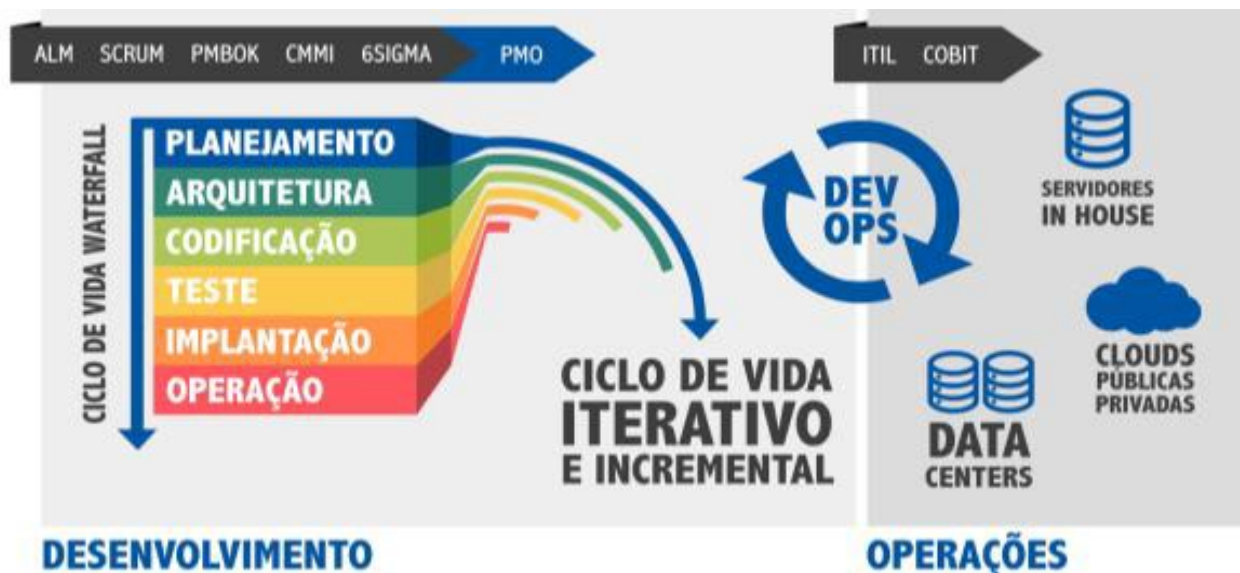 ALM SCRUM PMBOK CMMI 6SIGMA PMO
ITIL COBIT
CICLO DE VIDA WATERFALL
PLANEJAMENTO
ARQUITETURA
CODIFICAÇÃO
TESTE
IMPLANTAÇÃO
OPERAÇÃO
CICLO DE VIDA
ITERATIVO
E INCREMENTAL
DEV
OPS
SERVIDORES
IN HOUSE
CLOUDS
PÚBLICAS
PRIVADAS
DATA
CENTERS
DESENVOLVIMENTO
OPERAÇÕES